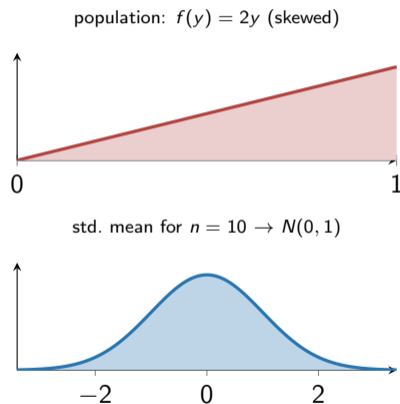 population: f(y) = 2y (skewed)
0 1
std. mean for n = 10 → N(0, 1)
−2 0 2